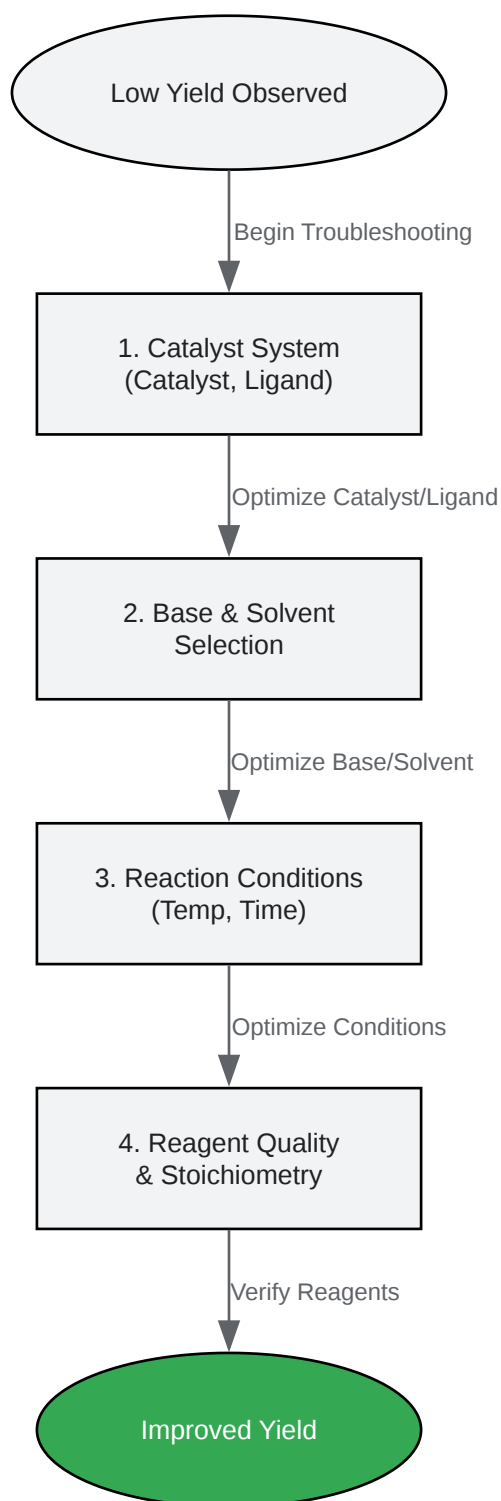 Low Yield Observed
Begin Troubleshooting
1. Catalyst System
(Catalyst, Ligand)
Optimize Catalyst/Ligand
2. Base & Solvent
Selection
Optimize Base/Solvent
3. Reaction Conditions
(Temp, Time)
Optimize Conditions
4. Reagent Quality
& Stoichiometry
Verify Reagents
Improved Yield